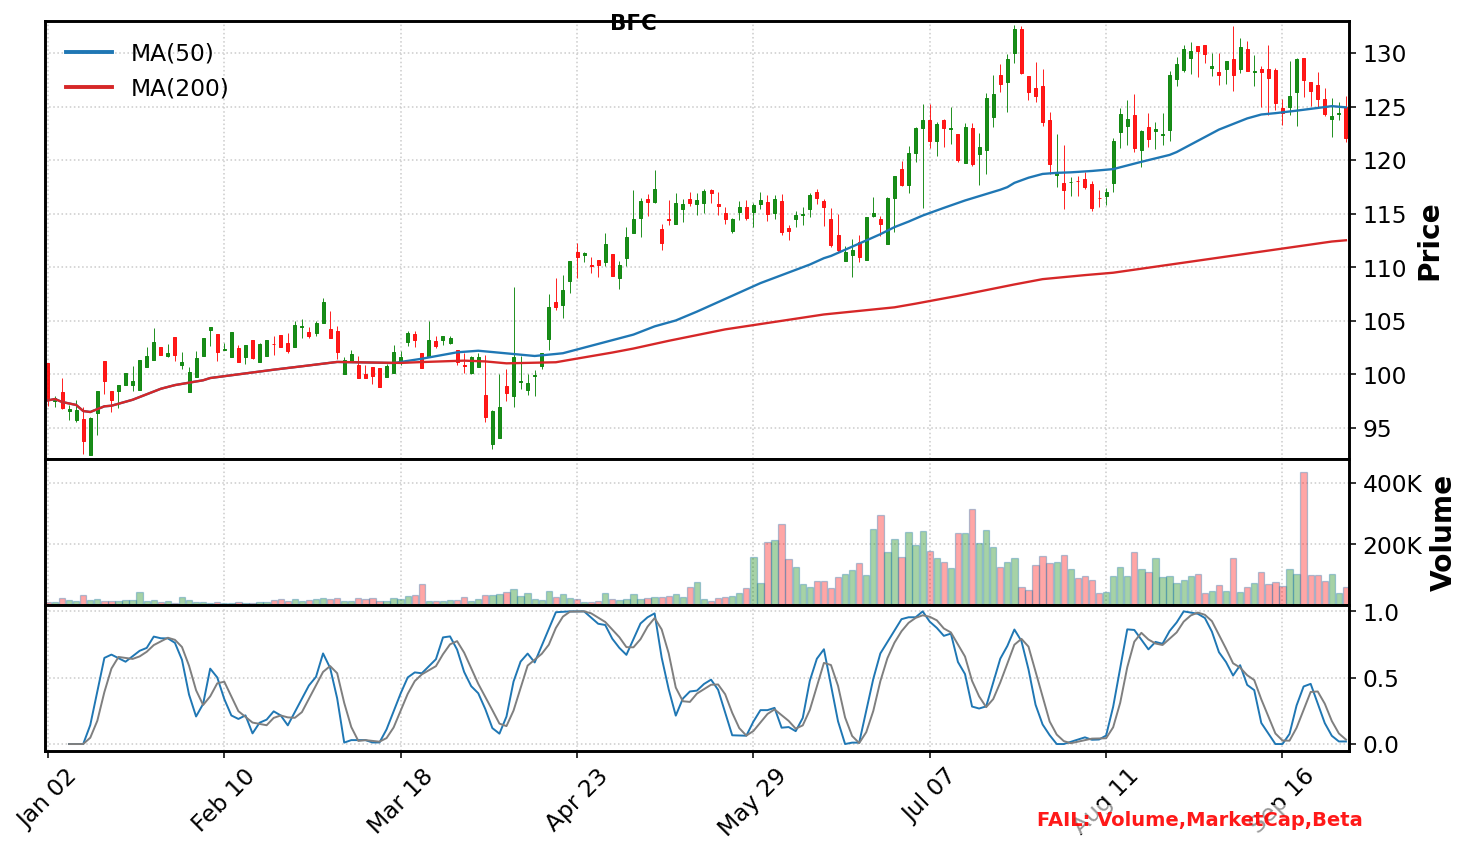 BFC
MA(50)
MA(200)
130
125
120
115
110
105
100
95
Price
400K
200K
Volume
1.0
0.5
0.0
Jan 02
Feb 10
Mar 18
Apr 23
May 29
Jul 07
Aug 11
Sep 16
FAIL: Volume,MarketCap,Beta